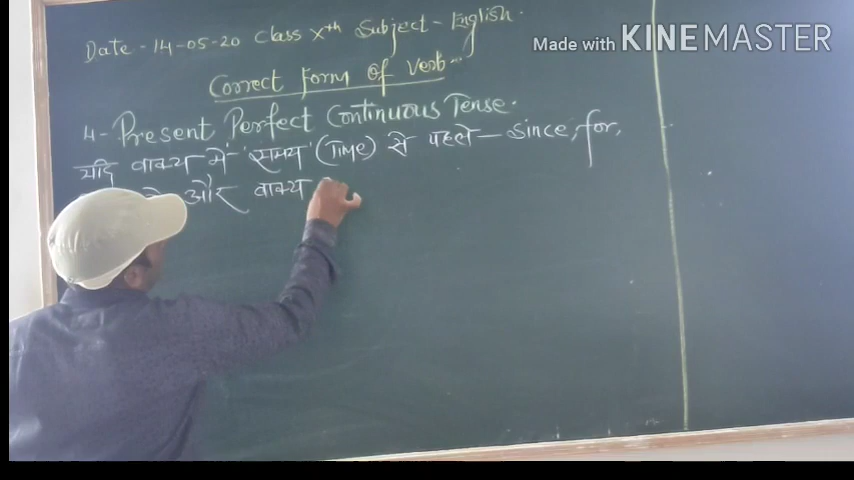 Made with KINEMASTER
Date - 14-05-20 Class Xth Subject - English.
Correct Form Of Verb
4- Present Perfect Continuous Tense.
यदि वाक्य में 'समय' (Time) से पहले - Since, for,
और वाक्य